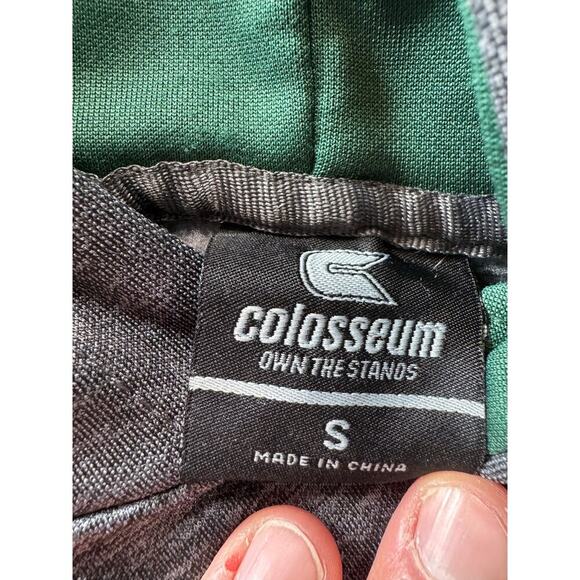 colosseum
OWN THE STANDS
S
MADE IN CHINA